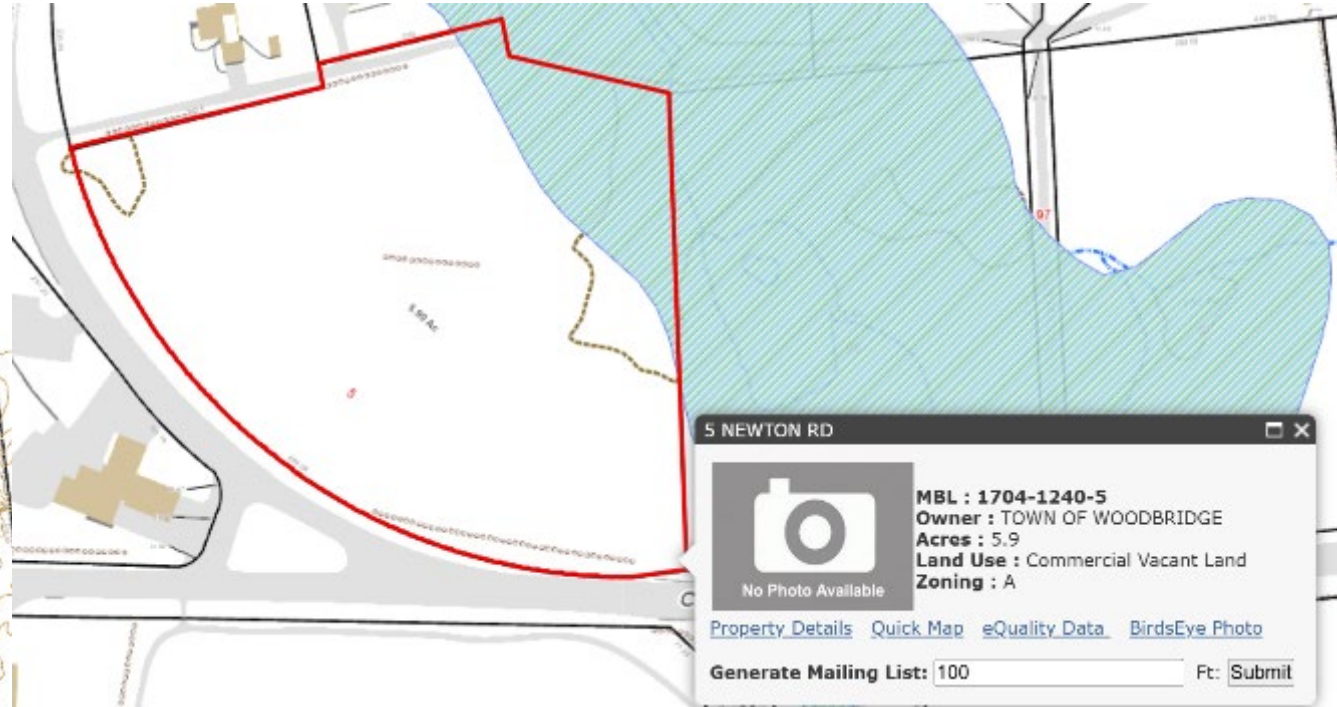 5.90 Ac
5
97
C
5 NEWTON RD
No Photo Available
MBL : 1704-1240-5
Owner : TOWN OF WOODBRIDGE
Acres : 5.9
Land Use : Commercial Vacant Land
Zoning : A
Property Details Quick Map eQuality Data BirdsEye Photo
Generate Mailing List: 100 Ft: Submit